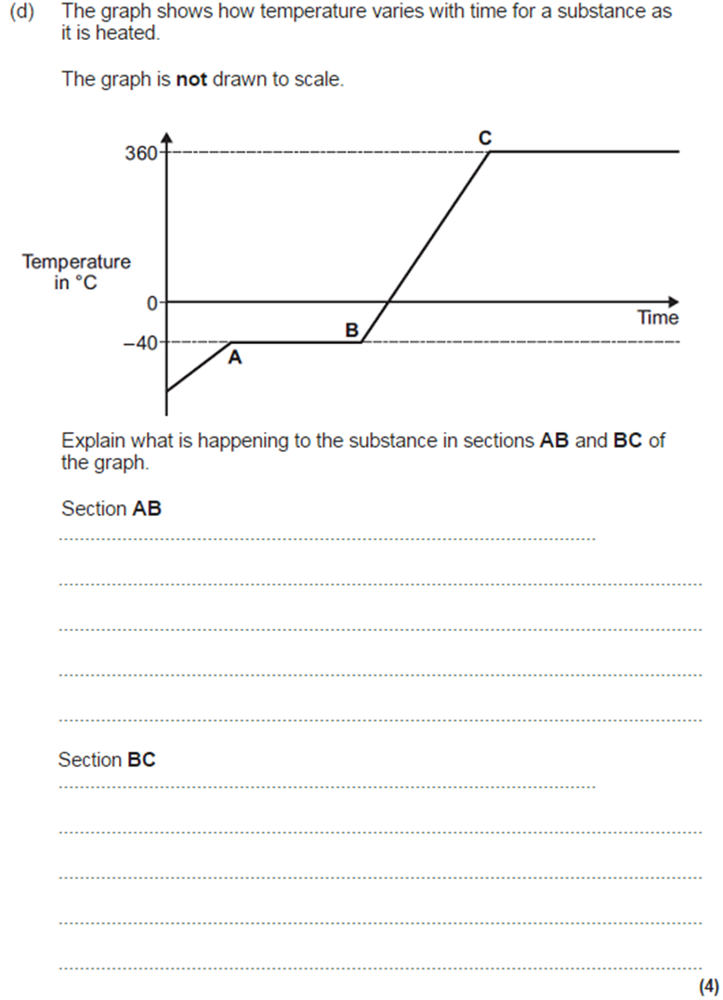 (d) The graph shows how temperature varies with time for a substance as
it is heated.
The graph is not drawn to scale.
C
360
Temperature
in °C
0
Time
B
–40
A
Explain what is happening to the substance in sections AB and BC of
the graph.
Section AB
Section BC
(4)